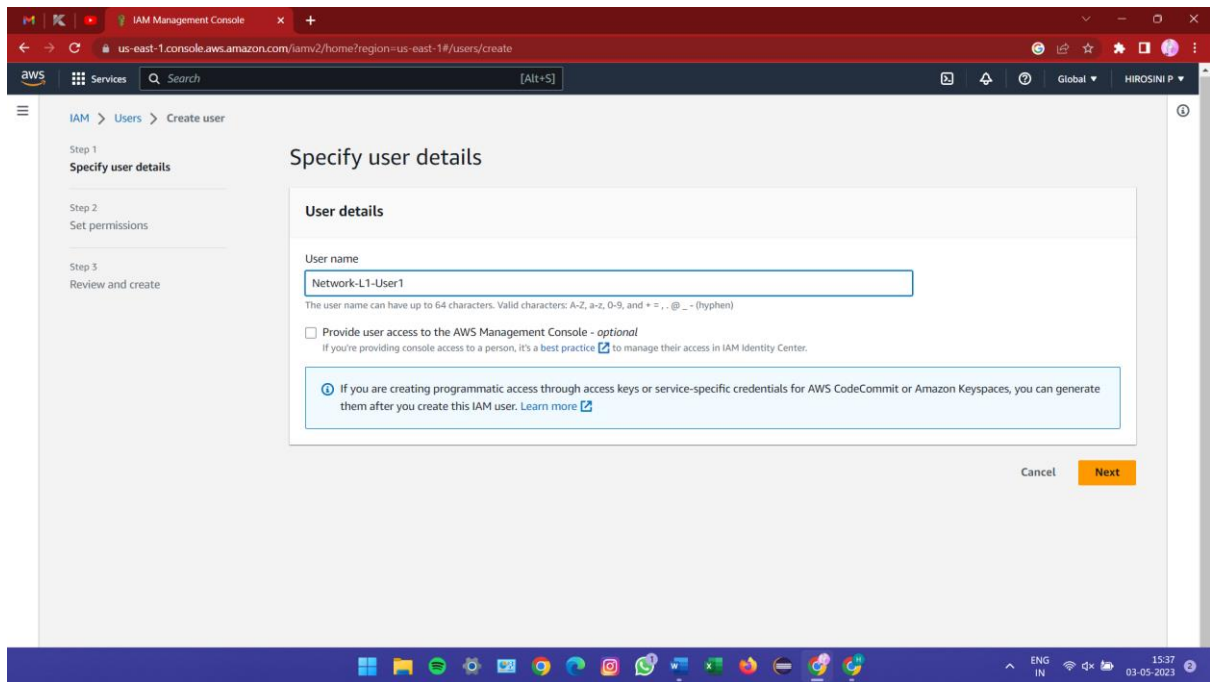 IAM Management Console
us-east-1.console.aws.amazon.com/iamv2/home?region=us-east-1#/users/create
aws
Services
Search
[Alt+S]
Global
HIROSINI P
IAM > Users > Create user
Step 1
Specify user details
Step 2
Set permissions
Step 3
Review and create
Specify user details
User details
User name
Network-L1-User1
The user name can have up to 64 characters. Valid characters: A-Z, a-z, 0-9, and + = , . @ _ - (hyphen)
Provide user access to the AWS Management Console - optional
If you're providing console access to a person, it's a best practice to manage their access in IAM Identity Center.
If you are creating programmatic access through access keys or service-specific credentials for AWS CodeCommit or Amazon Keyspaces, you can generate
them after you create this IAM user. Learn more
Cancel
Next
ENG
IN
15:37
03-05-2023
2